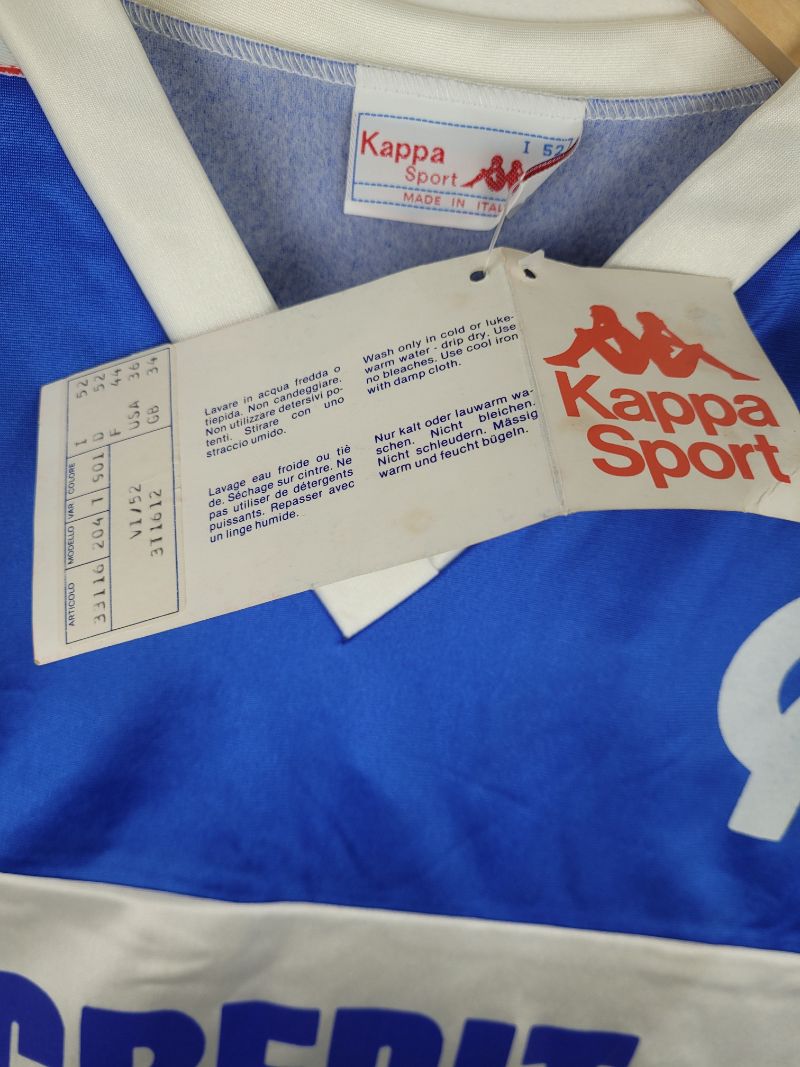 Kappa
Sport
I 52
MADE IN ITAL
Lavare in acqua fredda o
tiepida. Non candeggiare.
Non utilizzare detersivi po-
tenti. Stirare con uno
straccio umido.
Wash only in cold or luke-
warm water - drip dry. Use
no bleaches. Use cool iron
with damp cloth.
Lavage eau froide ou tiè
de. Séchage sur cintre. Ne
pas utiliser de détergents
puissants. Repasser avec
un linge humide.
Nur kalt oder lauwarm wa-
schen. Nicht bleichen.
Nicht schleudern. Mässig
warm und feucht bügeln.
Kappa
Sport
ARTICOLO MODELLO VAR COLORE
33116 204 7 501
I 52
D 52
F 44
USA 36
GB 34
VI/52
311612
CREDIT